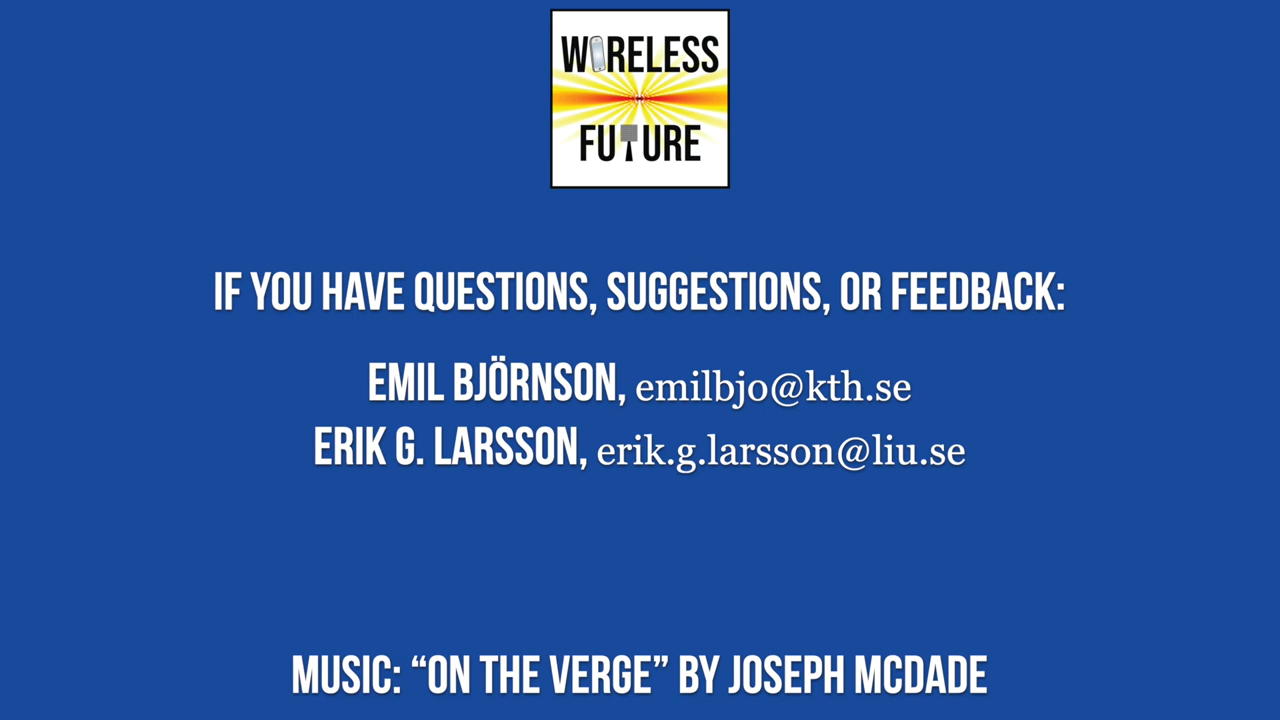 WIRELESS
FUTURE
IF YOU HAVE QUESTIONS, SUGGESTIONS, OR FEEDBACK:
EMIL BJÖRNSON, emilbjo@kth.se
ERIK G. LARSSON, erik.g.larsson@liu.se
MUSIC: “ON THE VERGE” BY JOSEPH MCDADE